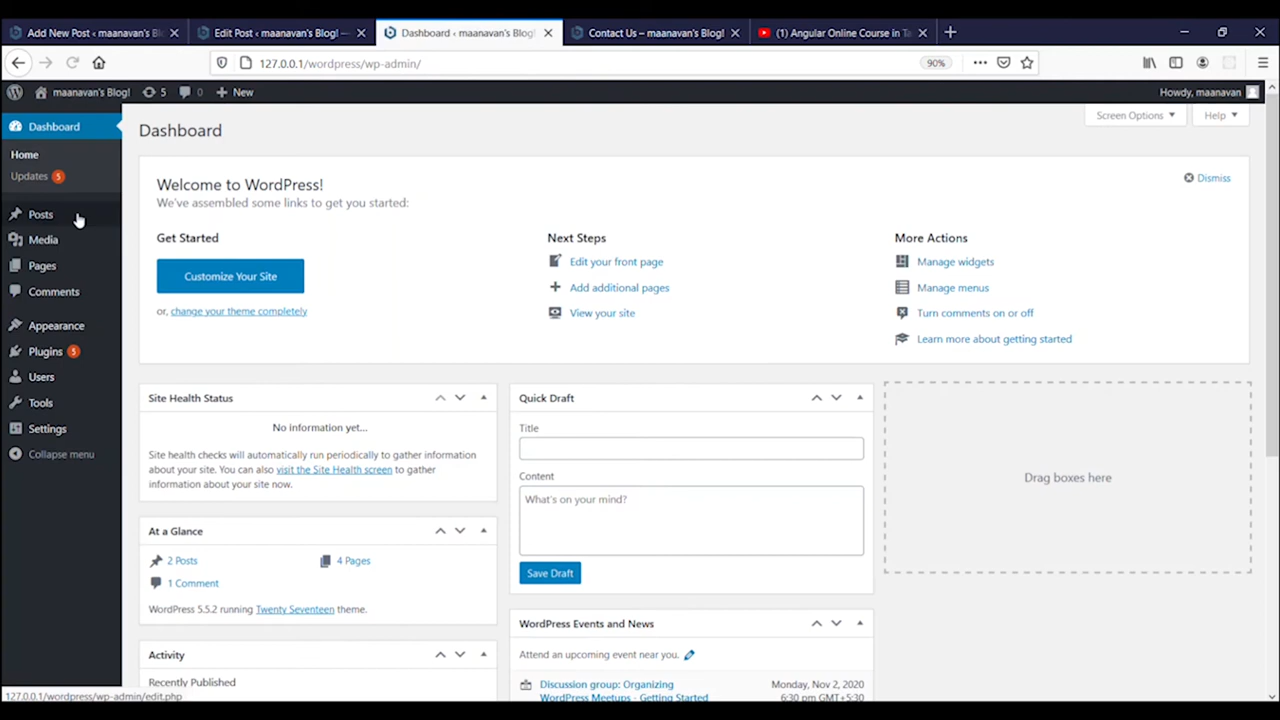 Add New Post ‹ maanavan's Bl
Edit Post ‹ maanavan's Blog! —
Dashboard ‹ maanavan's Blog!
Contact Us – maanavan's Blog!
(1) Angular Online Course in Ta
127.0.0.1/wordpress/wp-admin/
90%
maanavan's Blog!
5
0
New
Howdy, maanavan
Dashboard
Home
Updates 5
Posts
Media
Pages
Comments
Appearance
Plugins 5
Users
Tools
Settings
Collapse menu
Dashboard
Screen Options
Help
Welcome to WordPress!
Dismiss
We've assembled some links to get you started:
Get Started
Customize Your Site
or, change your theme completely
Next Steps
Edit your front page
Add additional pages
View your site
More Actions
Manage widgets
Manage menus
Turn comments on or off
Learn more about getting started
Site Health Status
No information yet...
Site health checks will automatically run periodically to gather information
about your site. You can also visit the Site Health screen to gather
information about your site now.
At a Glance
2 Posts
4 Pages
1 Comment
WordPress 5.5.2 running Twenty Seventeen theme.
Activity
Recently Published
Quick Draft
Title
Content
What's on your mind?
Save Draft
WordPress Events and News
Attend an upcoming event near you.
Discussion group: Organizing
WordPress Meetups - Getting Started
Monday, Nov 2, 2020
6:30 pm GMT+5:30
Drag boxes here
127.0.0.1/wordpress/wp-admin/edit.php